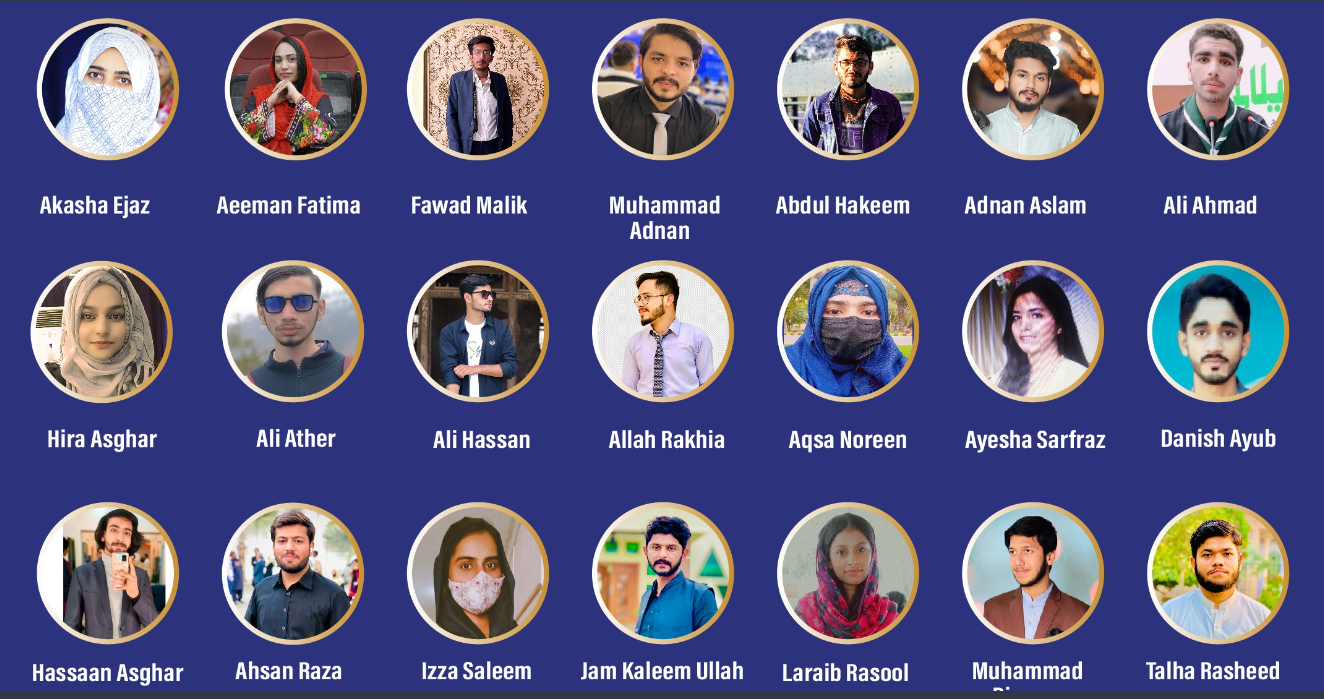 Akasha Ejaz
Aeeman Fatima
Fawad Malik
Muhammad
Adnan
Abdul Hakeem
Adnan Aslam
Ali Ahmad
Hira Asghar
Ali Ather
Ali Hassan
Allah Rakhia
Aqsa Noreen
Ayesha Sarfraz
Danish Ayub
Hassaan Asghar
Ahsan Raza
Izza Saleem
Jam Kaleem Ullah
Laraib Rasool
Muhammad
Talha Rasheed